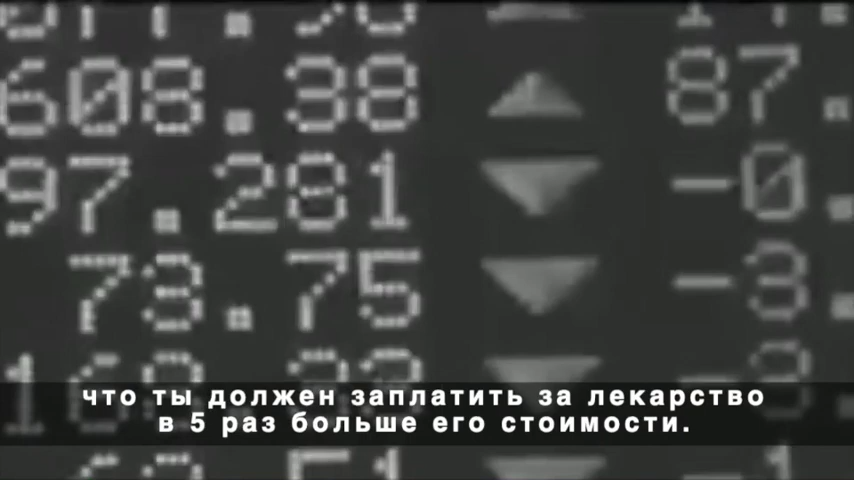 608.38 ▲ 87.
97.281 ▼ -0.
73.75 ▼ -3.
что ты должен заплатить за лекарство
в 5 раз больше его стоимости.